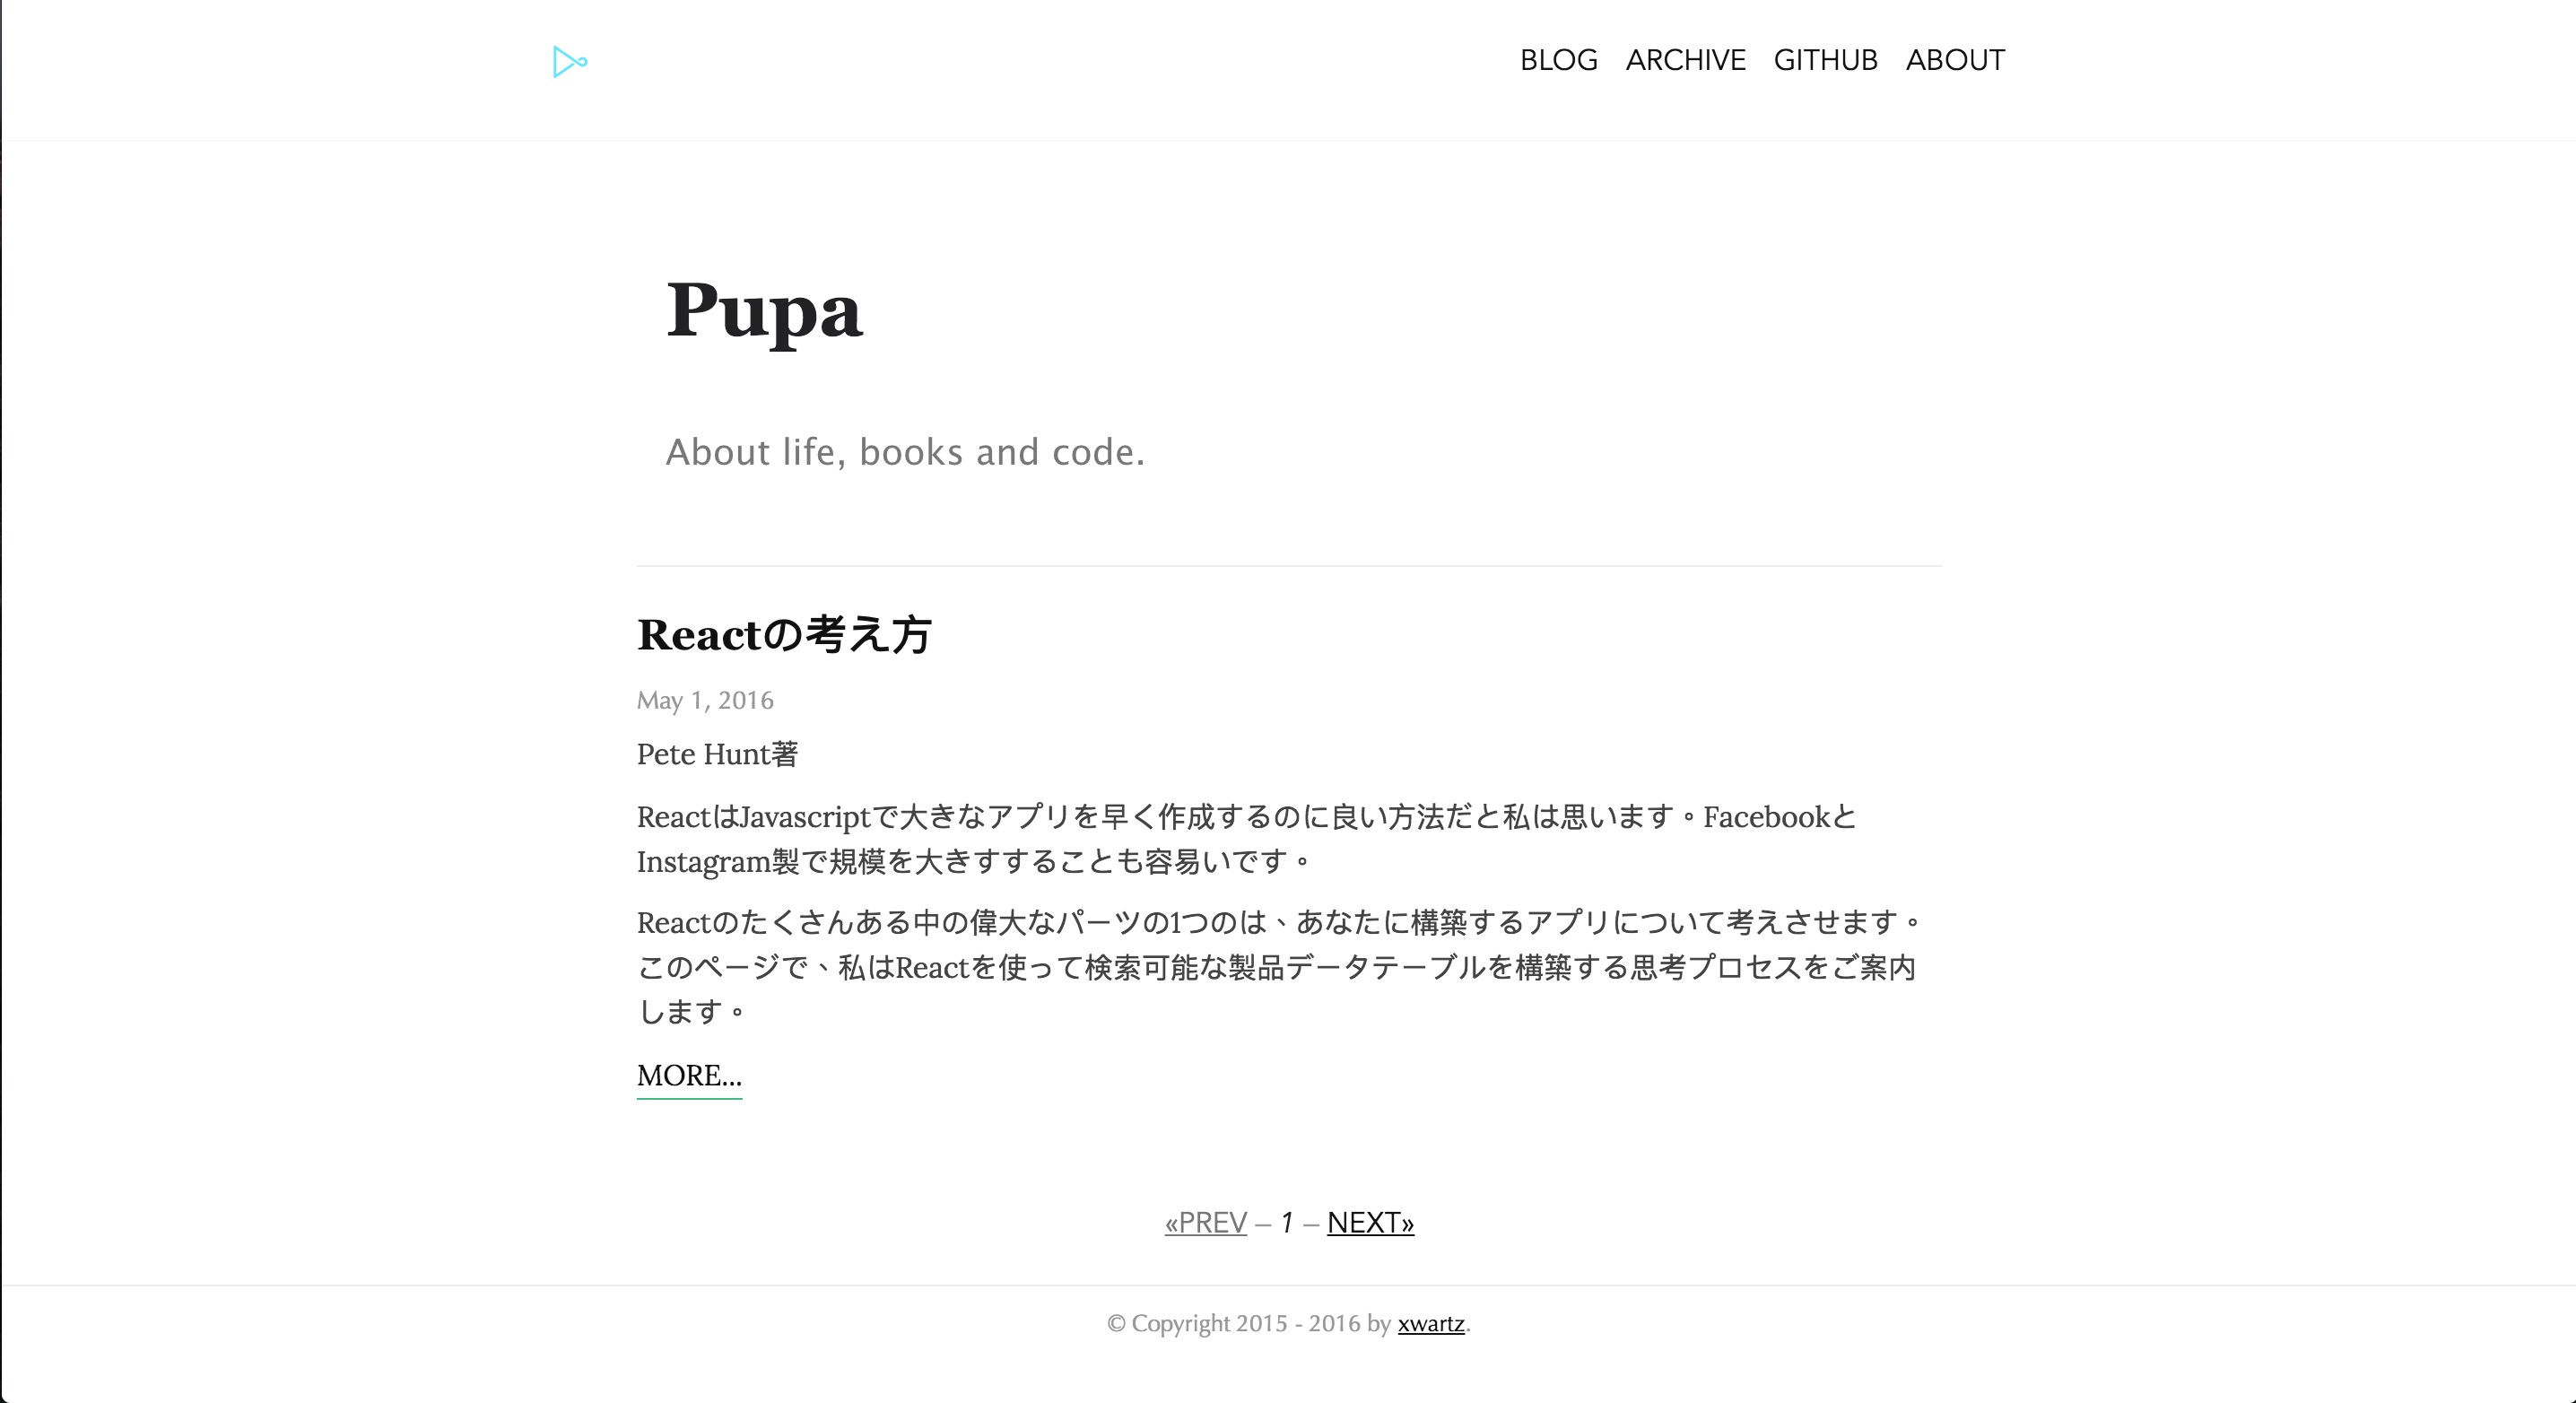 BLOG ARCHIVE GITHUB ABOUT
Pupa
About life, books and code.
Reactの考え方
May 1, 2016
Pete Hunt著
ReactはJavascriptで大きなアプリを早く作成するのに良い方法だと私は思います。Facebookと
Instagram製で規模を大きすすることも容易いです。
Reactのたくさんある中の偉大なパーツの1つのは、あなたに構築するアプリについて考えさせます。
このページで、私はReactを使って検索可能な製品データテーブルを構築する思考プロセスをご案内
します。
MORE...
«PREV – 1 – NEXT»
© Copyright 2015 - 2016 by xwartz.